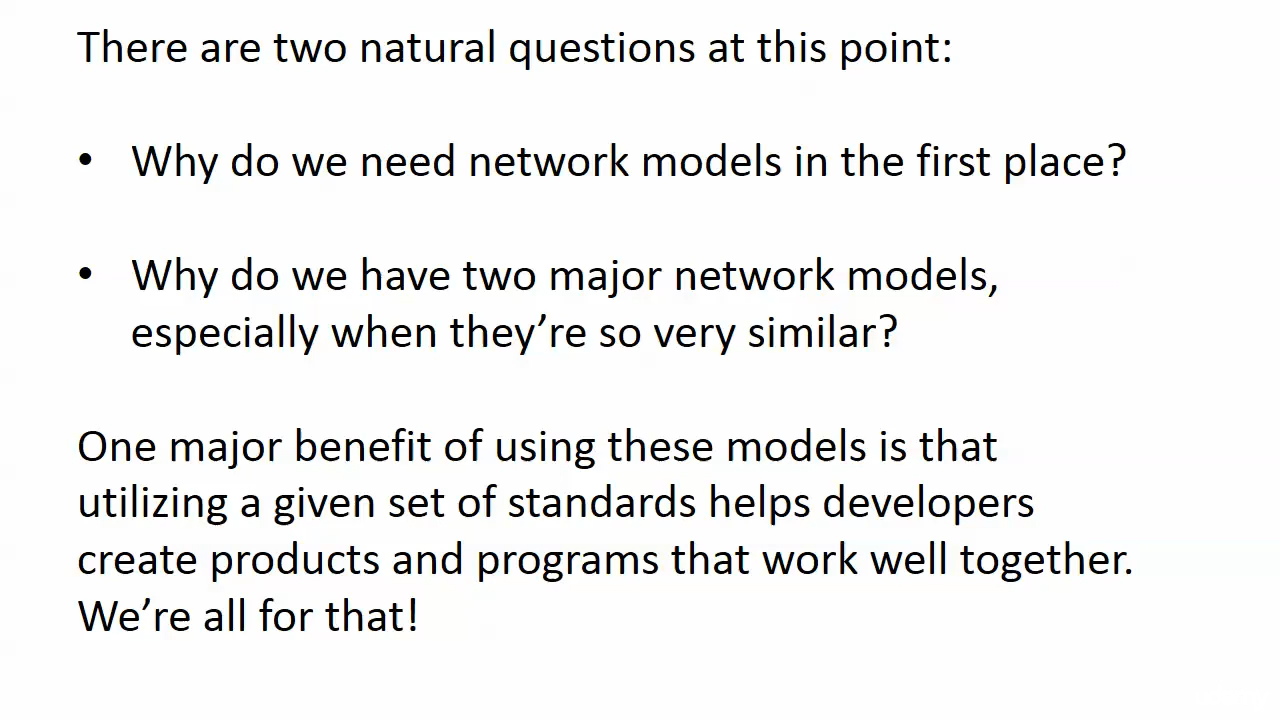 There are two natural questions at this point:
• Why do we need network models in the first place?
• Why do we have two major network models,
especially when they’re so very similar?
One major benefit of using these models is that
utilizing a given set of standards helps developers
create products and programs that work well together.
We’re all for that!